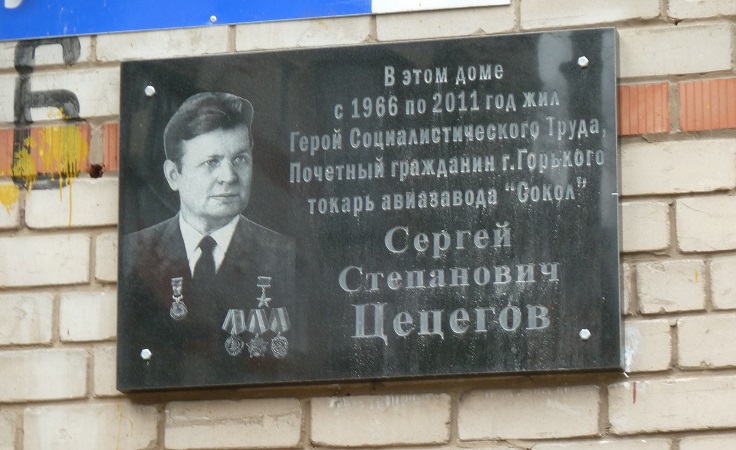 В этом доме
с 1966 по 2011 год жил
Герой Социалистического Труда,
Почетный гражданин г.Горького
токарь авиазавода "Сокол"
Сергей
Степанович
Цецегов
Б